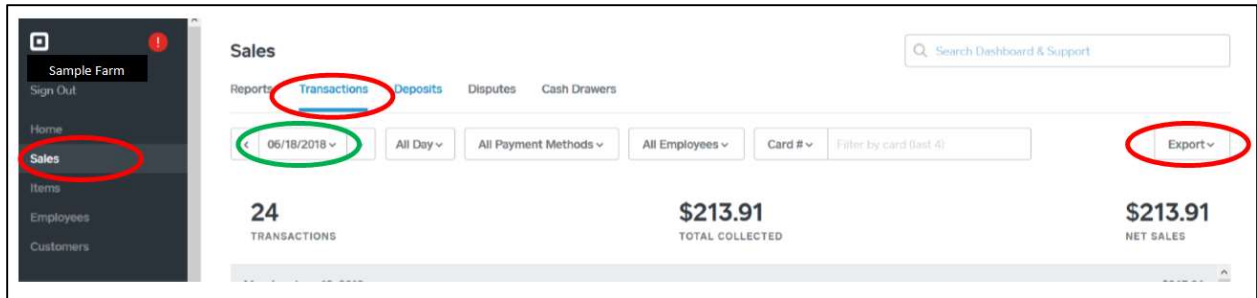 Sample Farm
Sign Out
Home
Sales
Items
Employees
Customers
Sales
Search Dashboard & Support
Reports Transactions Deposits Disputes Cash Drawers
06/18/2018 All Day All Payment Methods All Employees Card # Filter by card (last 4) Export
24 $213.91 $213.91
TRANSACTIONS TOTAL COLLECTED NET SALES